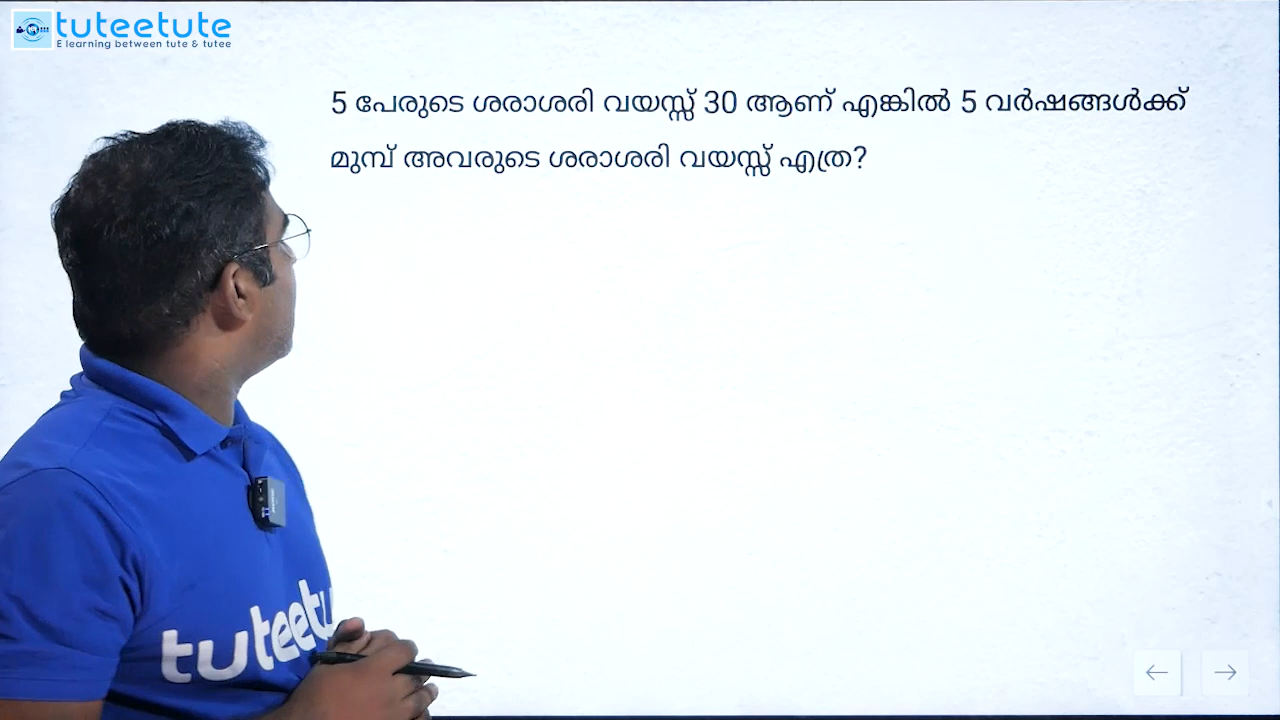 tuteetute
E learning between tute & tutee
5 പേരുടെ ശരാശരി വയസ്സ് 30 ആണ് എങ്കിൽ 5 വർഷങ്ങൾക്ക്
മുമ്പ് അവരുടെ ശരാശരി വയസ്സ് എത്ര?
tuteetu